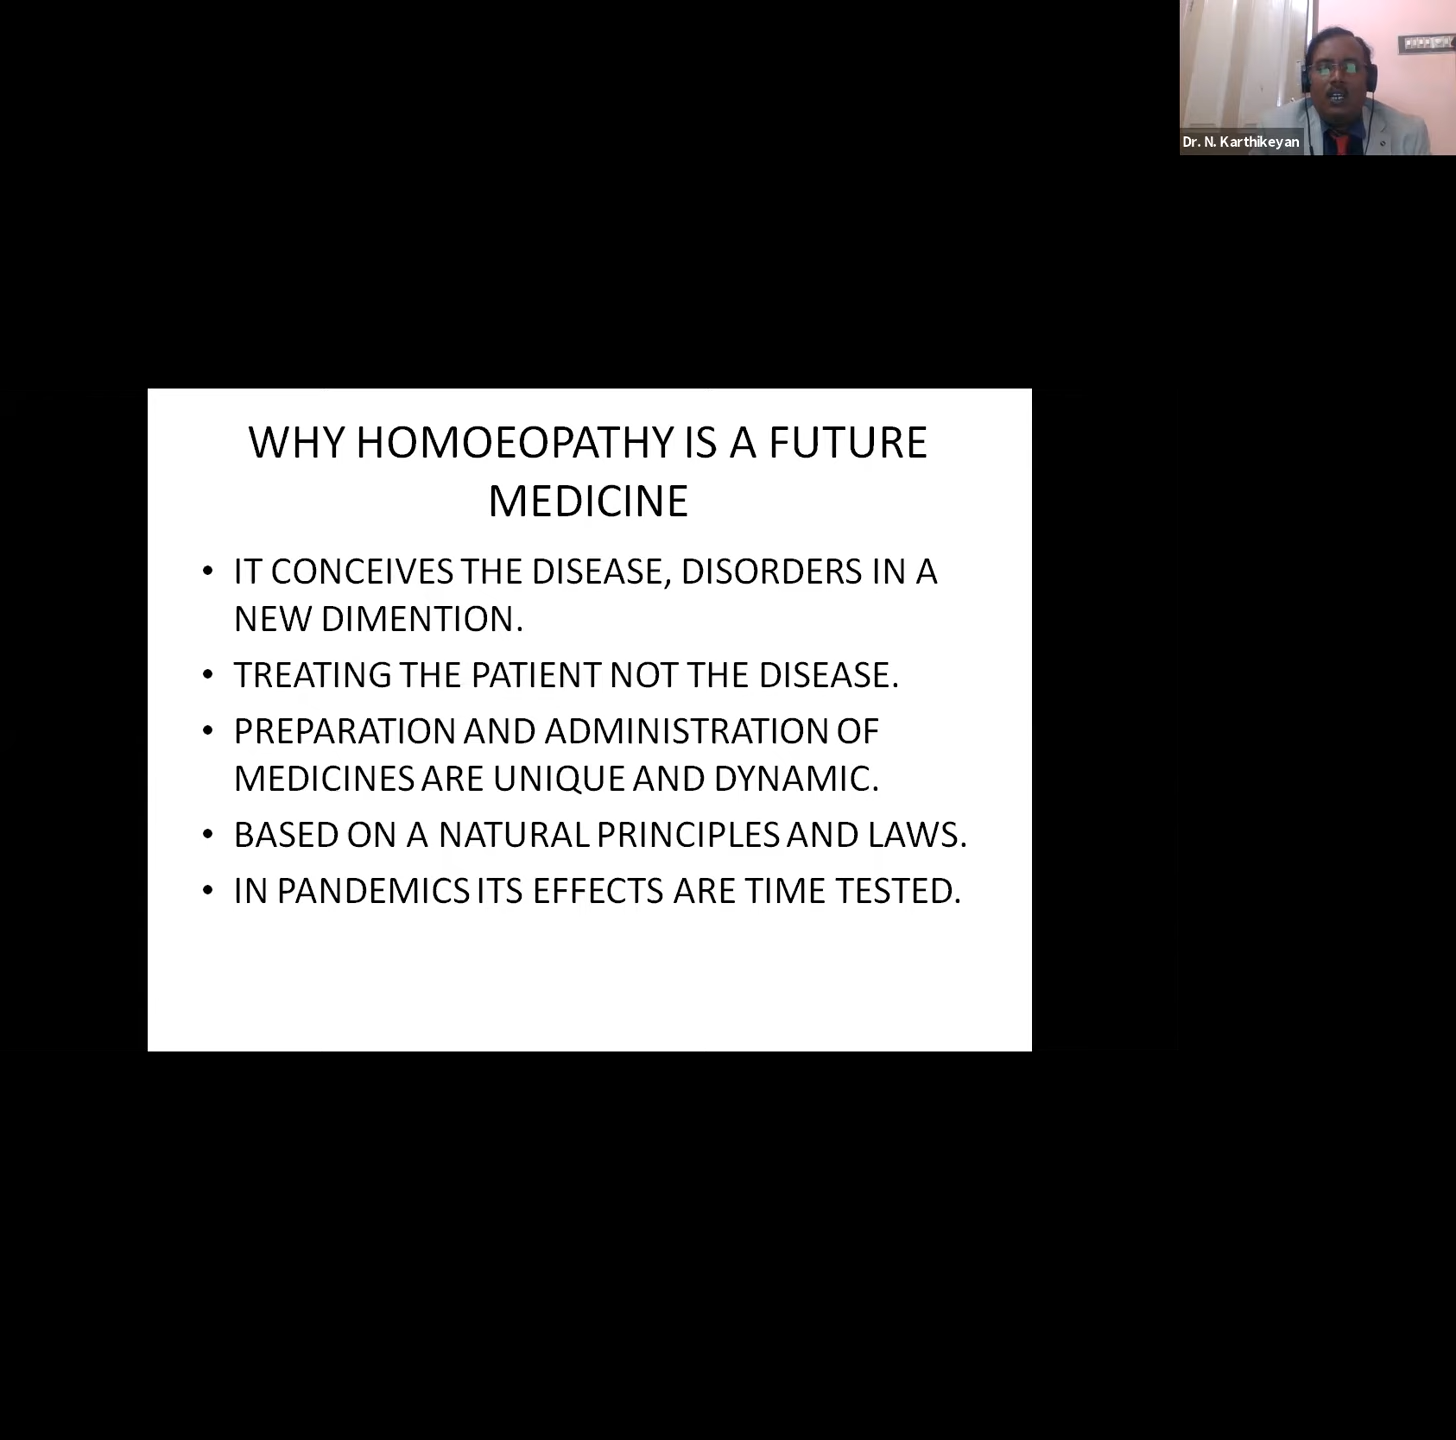 Dr. N. Karthikeyan
WHY HOMOEOPATHY IS A FUTURE
MEDICINE
• IT CONCEIVES THE DISEASE, DISORDERS IN A
NEW DIMENTION.
• TREATING THE PATIENT NOT THE DISEASE.
• PREPARATION AND ADMINISTRATION OF
MEDICINES ARE UNIQUE AND DYNAMIC.
• BASED ON A NATURAL PRINCIPLES AND LAWS.
• IN PANDEMICS ITS EFFECTS ARE TIME TESTED.